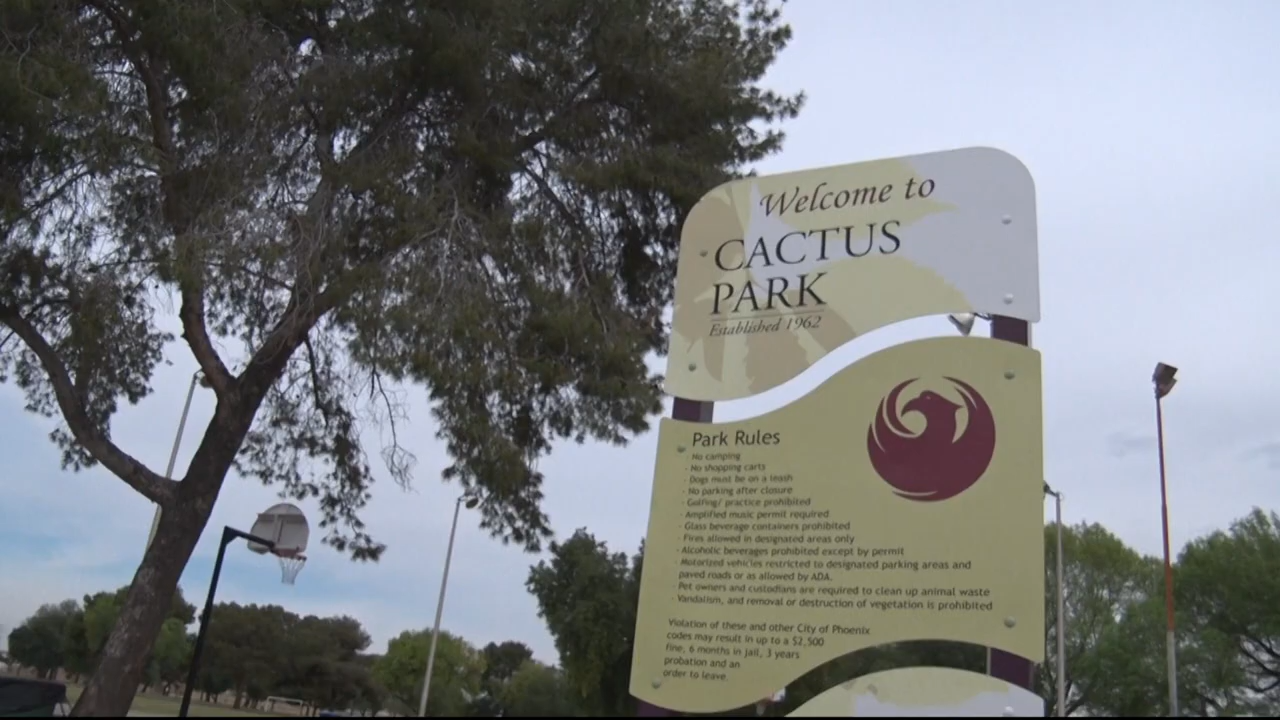 Welcome to
CACTUS
PARK
Established 1962
Park Rules
- No camping
- No shopping carts
- Dogs must be on a leash
- No parking after closure
- Golfing/ practice prohibited
- Amplified music permit required
- Glass beverage containers prohibited
- Fires allowed in designated areas only
- Alcoholic beverages prohibited except by permit
- Motorized vehicles restricted to designated parking areas and
paved roads or as allowed by ADA.
Pet owners and custodians are required to clean up animal waste
- Vandalism, and removal or destruction of vegetation is prohibited
Violation of these and other City of Phoenix
codes may result in up to a $2,500
fine, 6 months in jail, 3 years
probation and an
order to leave.